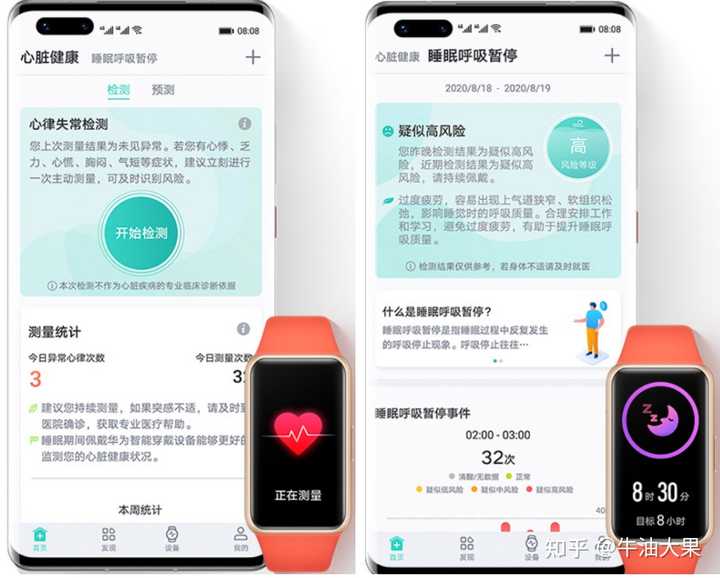 08:08
心脏健康 睡眠呼吸暂停
检测 预测
心律失常检测
您上次测量结果为未见异常。若您有心悸、乏
力、心慌、胸闷、气短等症状，建议立刻进行
一次主动测量，可及时识别风险。
开始检测
本次检测不作为心脏疾病的专业临床诊断依据
测量统计
今日异常心律次数 今日测量次数
3
建议您持续测量，如果突感不适，请及时至
医院确诊，获取专业医疗帮助。
睡眠期间佩戴华为智能穿戴设备能够更好的
监测您的心脏健康状况。
本周统计
首页 发现 设备 我的
正在测量
08:08
心脏健康 睡眠呼吸暂停
2020/8/18 - 2020/8/19
疑似高风险
您昨晚检测结果为疑似高风
险，近期检测结果为疑似高
风险，请持续佩戴。
高
风险等级
过度疲劳，容易出现上气道狭窄、软组织松
弛，影响睡觉时的呼吸质量。合理安排工作
和学习，避免过度疲劳，有助于提升睡眠呼
吸质量。
检测结果仅供参考，若身体不适请及时就医
什么是睡眠呼吸暂停？
睡眠呼吸暂停是指睡眠过程中反复发生
的呼吸停止现象。呼吸停止往往…
睡眠呼吸暂停事件
02:00 - 03:00
32次
清醒/无数据 正常
疑似低风险 疑似中风险 疑似高风险
40
首页 发现 设备
8时30分
目标8小时
知乎 @牛油大果